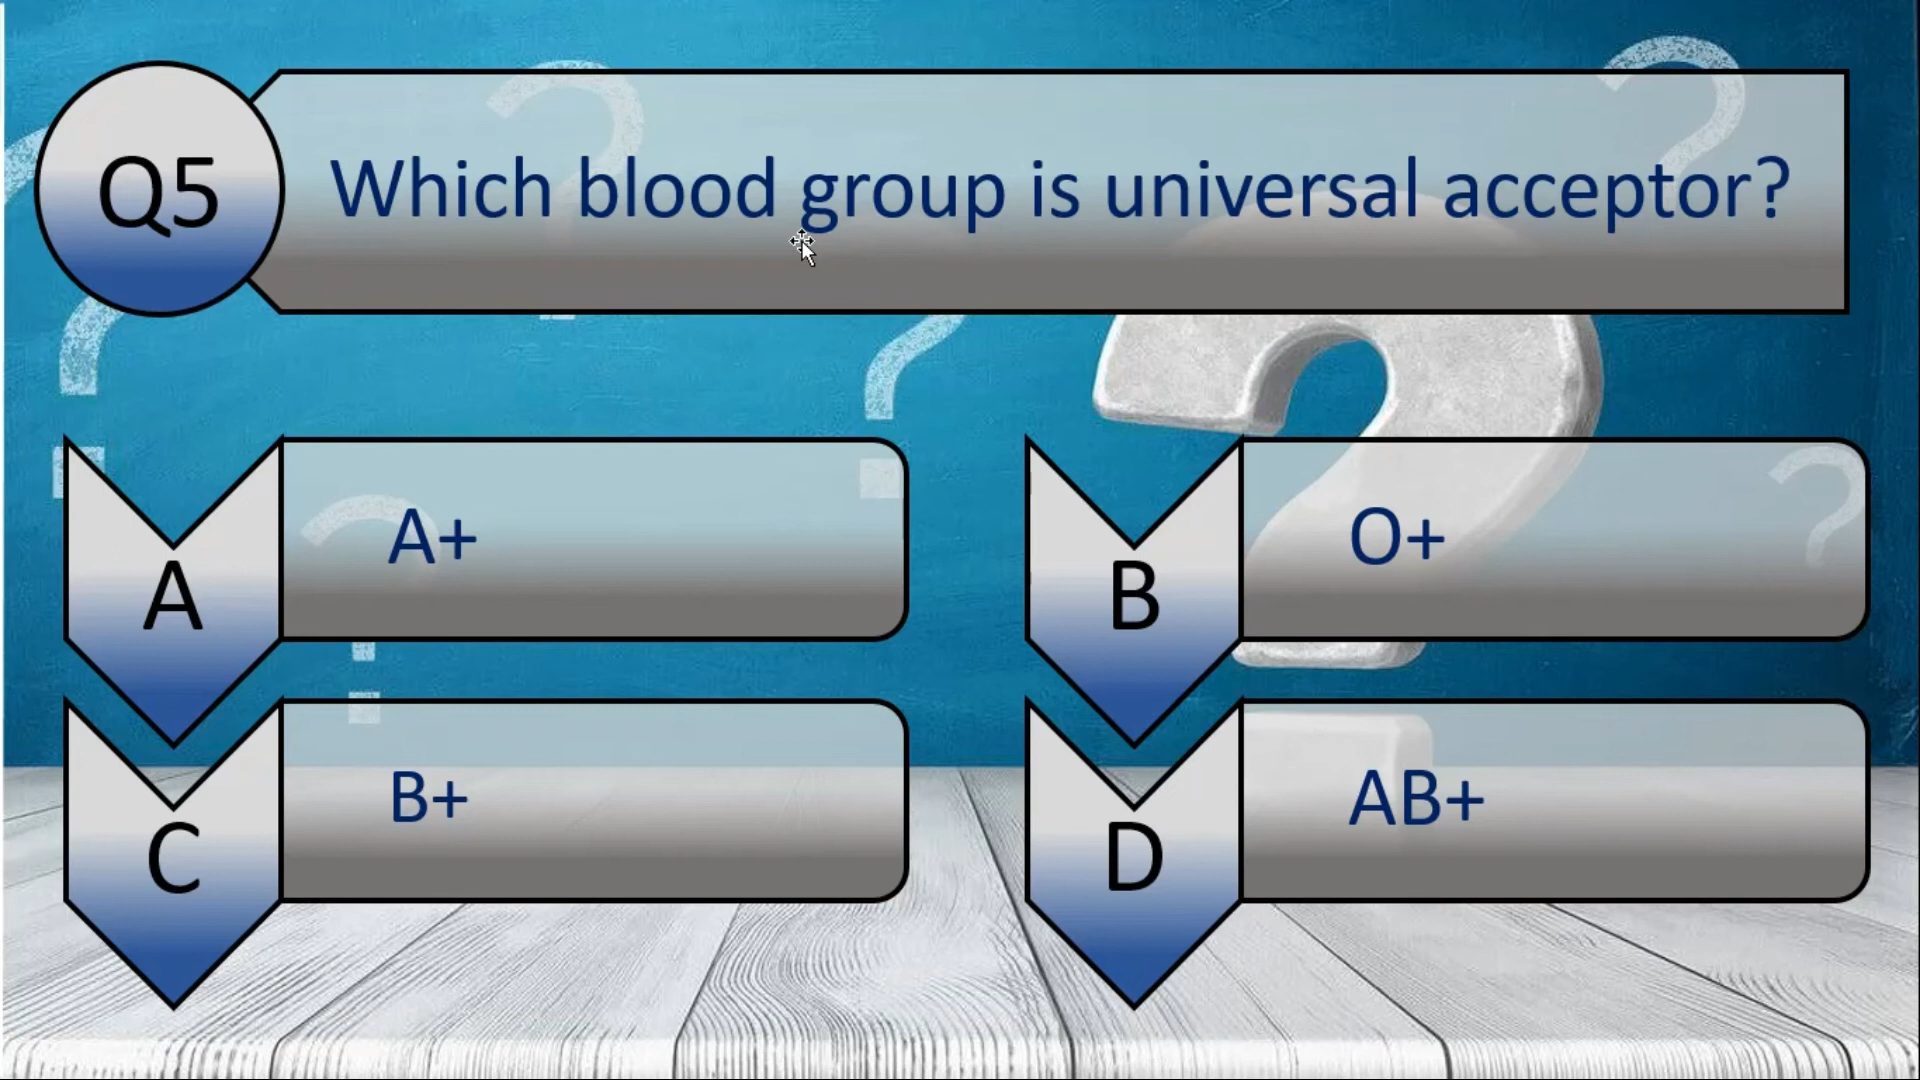 Q5
Which blood group is universal acceptor?
A
A+
B
O+
C
B+
D
AB+